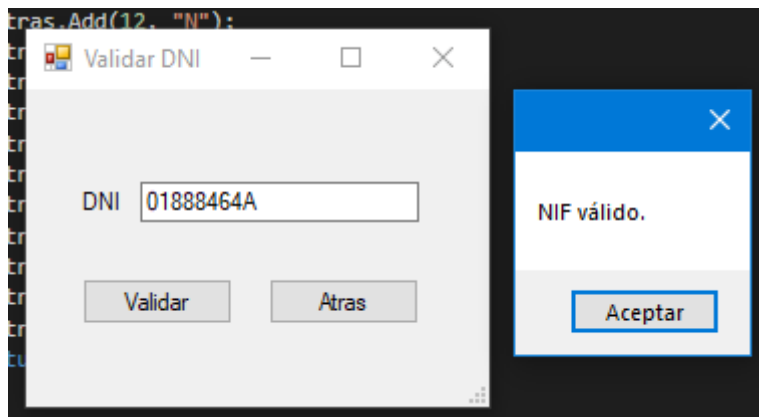 tras.Add(12, "N");
Validar DNI
DNI 01888464A
Validar
Atras
NIF válido.
Aceptar